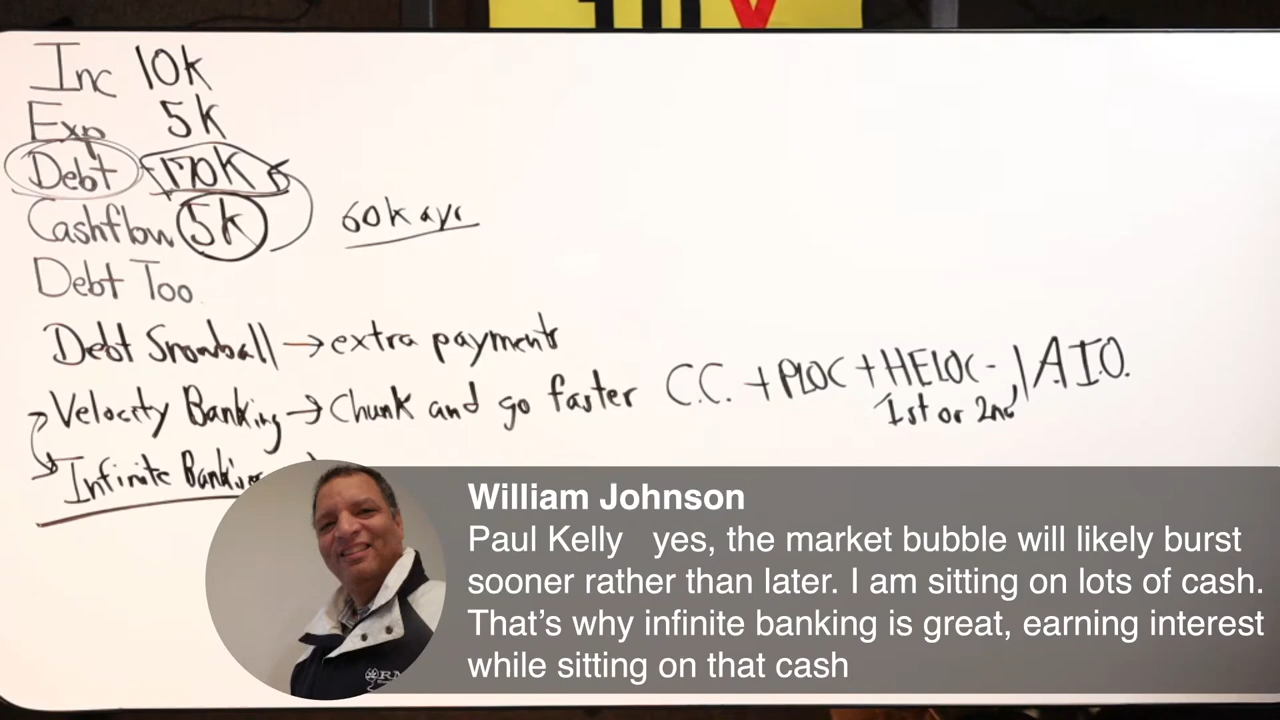 Inc 10k
Exp 5k
Debt 170k
Cashflow 5k 60k a yr
Debt Too
Debt Snowball → extra payments
Velocity Banking → Chunk and go faster C.C. + PLOC + HELOC - | A.I.O.
1st or 2nd
Infinite Banking
William Johnson
Paul Kelly yes, the market bubble will likely burst
sooner rather than later. I am sitting on lots of cash.
That's why infinite banking is great, earning interest
while sitting on that cash